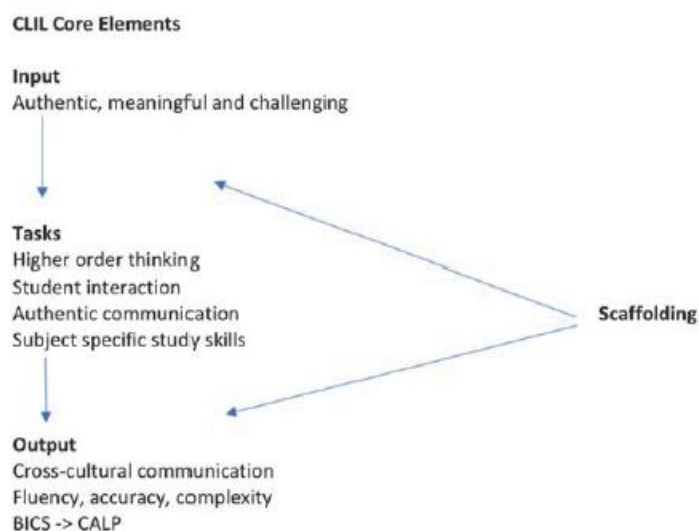 CLIL Core Elements
Input
Authentic, meaningful and challenging
Tasks
Higher order thinking
Student interaction
Authentic communication
Subject specific study skills
Scaffolding
Output
Cross-cultural communication
Fluency, accuracy, complexity
BICS -> CALP